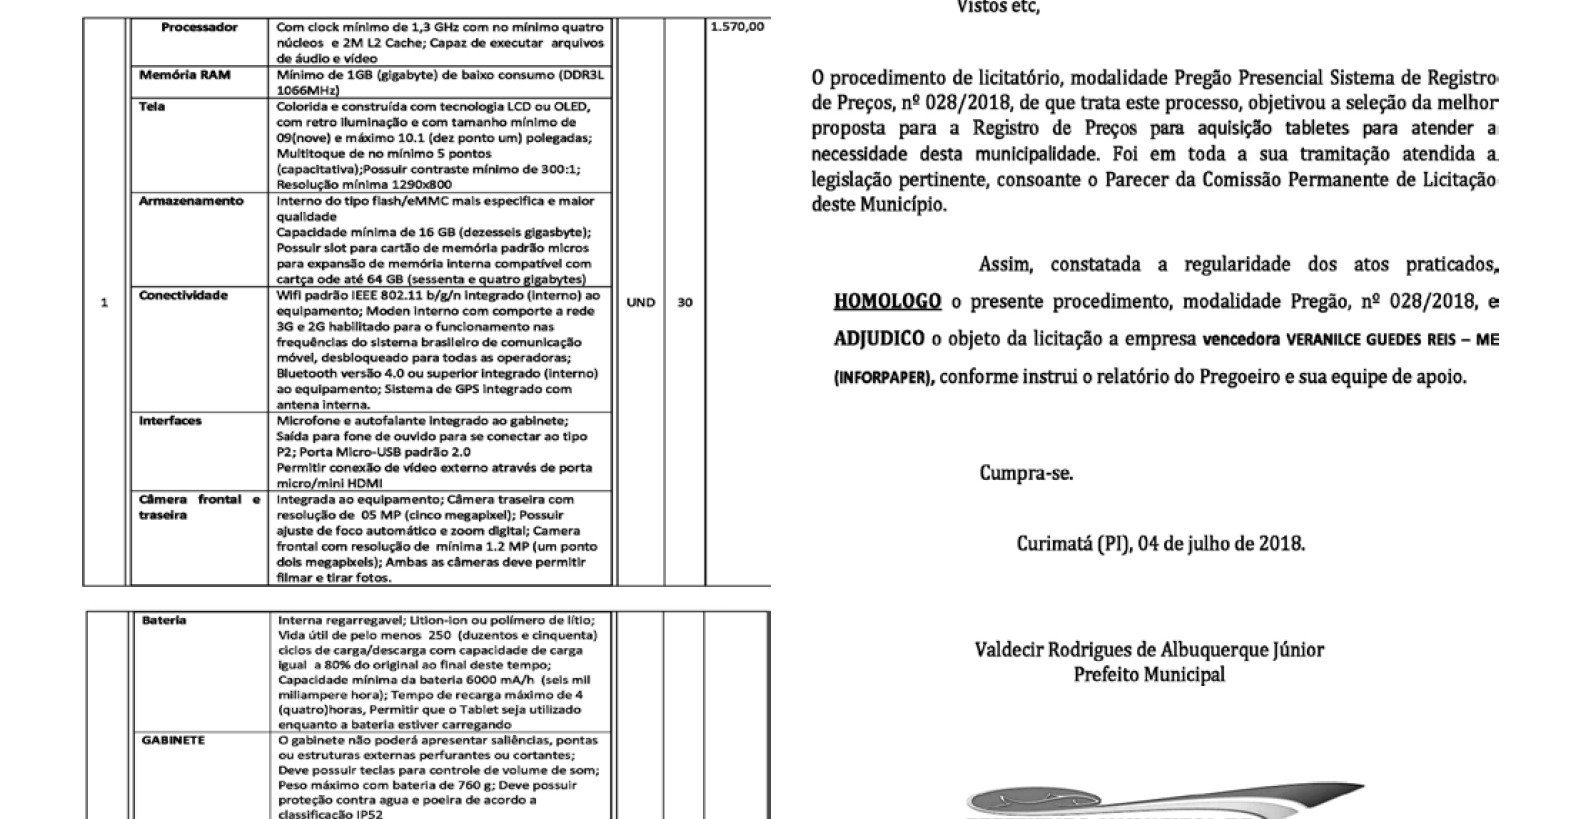 Processador
Com clock mínimo de 1,3 GHz com no mínimo quatro
núcleos e 2M L2 Cache; Capaz de executar arquivos
de áudio e vídeo
1.570,00
Memória RAM
Mínimo de 1GB (gigabyte) de baixo consumo (DDR3L
1066MHz)
Tela
Colorida e construída com tecnologia LCD ou OLED,
com retro iluminação e com tamanho mínimo de
09(nove) e máximo 10.1 (dez ponto um) polegadas;
Multitoque de no mínimo 5 pontos
(capacitativa);Possuir contraste mínimo de 300:1;
Resolução mínima 1290x800
Armazenamento
Interno do tipo flash/eMMC mais especifica e maior
qualidade
Capacidade mínima de 16 GB (dezesseis gigasbyte);
Possuir slot para cartão de memória padrão micros
para expansão de memória interna compatível com
cartça ode até 64 GB (sessenta e quatro gigabytes)
1
Conectividade
Wifi padrão IEEE 802.11 b/g/n integrado (interno) ao
equipamento; Moden interno com comporte a rede
3G e 2G habilitado para o funcionamento nas
frequências do sistema brasileiro de comunicação
móvel, desbloqueado para todas as operadoras;
Bluetooth versão 4.0 ou superior integrado (interno)
ao equipamento; Sistema de GPS integrado com
antena interna.
UND
30
Interfaces
Microfone e autofalante integrado ao gabinete;
Saída para fone de ouvido para se conectar ao tipo
P2; Porta Micro-USB padrão 2.0
Permitir conexão de vídeo externo através de porta
micro/mini HDMI
Câmera frontal e
traseira
Integrada ao equipamento; Câmera traseira com
resolução de 05 MP (cinco megapixel); Possuir
ajuste de foco automático e zoom digital; Camera
frontal com resolução de mínima 1.2 MP (um ponto
dois megapixels); Ambas as câmeras deve permitir
filmar e tirar fotos.
Bateria
Interna regarregavel; Lition-ion ou polímero de lítio;
Vida útil de pelo menos 250 (duzentos e cinquenta)
ciclos de carga/descarga com capacidade de carga
igual a 80% do original ao final deste tempo;
Capacidade mínima da bateria 6000 mA/h (seis mil
miliampere hora); Tempo de recarga máximo de 4
(quatro)horas, Permitir que o Tablet seja utilizado
enquanto a bateria estiver carregando
GABINETE
O gabinete não poderá apresentar saliências, pontas
ou estruturas externas perfurantes ou cortantes;
Deve possuir teclas para controle de volume de som;
Peso máximo com bateria de 760 g; Deve possuir
proteção contra agua e poeira de acordo a
classificação IP52
Vistos etc,
O procedimento de licitatório, modalidade Pregão Presencial Sistema de Registro
de Preços, nº 028/2018, de que trata este processo, objetivou a seleção da melhor
proposta para a Registro de Preços para aquisição tabletes para atender a
necessidade desta municipalidade. Foi em toda a sua tramitação atendida a
legislação pertinente, consoante o Parecer da Comissão Permanente de Licitação
deste Município.
Assim, constatada a regularidade dos atos praticados,
HOMOLOGO o presente procedimento, modalidade Pregão, nº 028/2018, e
ADJUDICO o objeto da licitação a empresa vencedora VERANILCE GUEDES REIS – ME
(INFORPAPER), conforme instrui o relatório do Pregoeiro e sua equipe de apoio.
Cumpra-se.
Curimatá (PI), 04 de julho de 2018.
Valdecir Rodrigues de Albuquerque Júnior
Prefeito Municipal